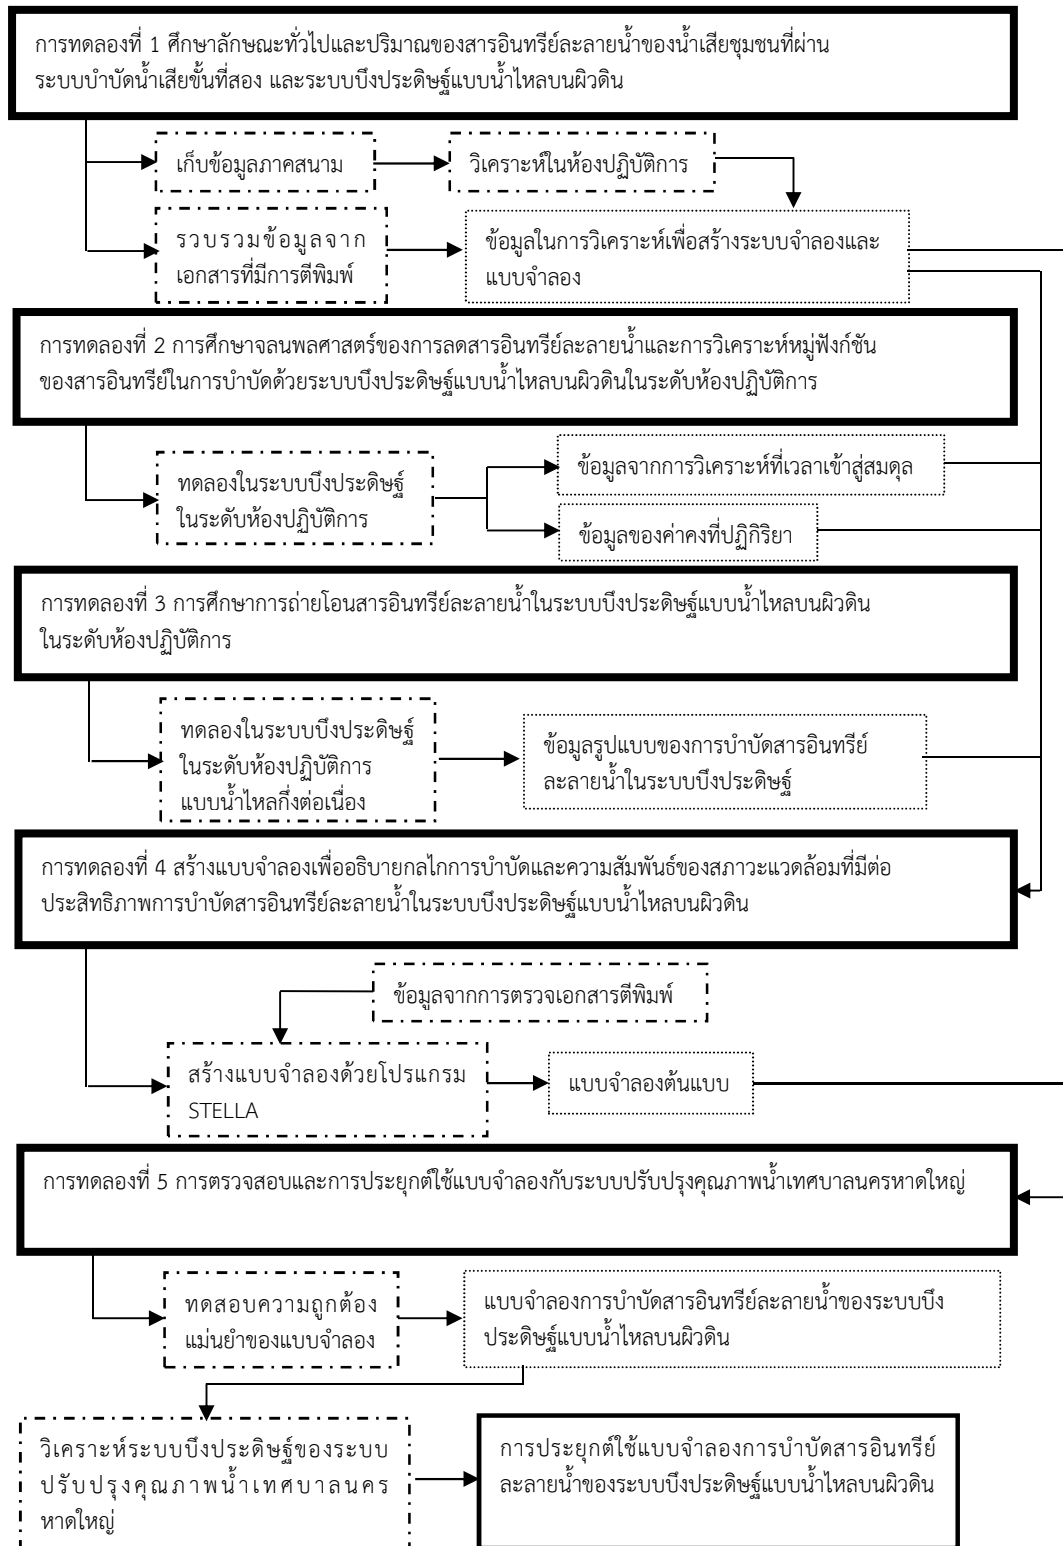 การทดลองที่ 1 ศึกษาลักษณะทั่วไปและปริมาณของสารอินทรีย์ละลายน้ำของน้ำเสียชุมชนที่ผ่าน
ระบบบำบัดน้ำเสียขั้นที่สอง และระบบบึงประดิษฐ์แบบน้ำไหลบนผิวดิน
เก็บข้อมูลภาคสนาม
วิเคราะห์ในห้องปฏิบัติการ
รวบรวมข้อมูลจาก
เอกสารที่มีการตีพิมพ์
ข้อมูลในการวิเคราะห์เพื่อสร้างระบบจำลองและ
แบบจำลอง
การทดลองที่ 2 การศึกษาจลนพลศาสตร์ของการลดสารอินทรีย์ละลายน้ำและการวิเคราะห์หมู่ฟังก์ชัน
ของสารอินทรีย์ในการบำบัดด้วยระบบบึงประดิษฐ์แบบน้ำไหลบนผิวดินในระดับห้องปฏิบัติการ
ทดลองในระบบบึงประดิษฐ์
ในระดับห้องปฏิบัติการ
ข้อมูลจากการวิเคราะห์ที่เวลาเข้าสู่สมดุล
ข้อมูลของค่าคงที่ปฏิกิริยา
การทดลองที่ 3 การศึกษาการถ่ายโอนสารอินทรีย์ละลายน้ำในระบบบึงประดิษฐ์แบบน้ำไหลบนผิวดิน
ในระดับห้องปฏิบัติการ
ทดลองในระบบบึงประดิษฐ์
ในระดับห้องปฏิบัติการ
แบบน้ำไหลกึ่งต่อเนื่อง
ข้อมูลรูปแบบของการบำบัดสารอินทรีย์
ละลายน้ำในระบบบึงประดิษฐ์
การทดลองที่ 4 สร้างแบบจำลองเพื่ออธิบายกลไกการบำบัดและความสัมพันธ์ของสภาวะแวดล้อมที่มีต่อ
ประสิทธิภาพการบำบัดสารอินทรีย์ละลายน้ำในระบบบึงประดิษฐ์แบบน้ำไหลบนผิวดิน
ข้อมูลจากการตรวจเอกสารตีพิมพ์
สร้างแบบจำลองด้วยโปรแกรม
STELLA
แบบจำลองต้นแบบ
การทดลองที่ 5 การตรวจสอบและการประยุกต์ใช้แบบจำลองกับระบบปรับปรุงคุณภาพน้ำเทศบาลนครหาดใหญ่
ทดสอบความถูกต้อง
แม่นยำของแบบจำลอง
แบบจำลองการบำบัดสารอินทรีย์ละลายน้ำของระบบบึง
ประดิษฐ์แบบน้ำไหลบนผิวดิน
วิเคราะห์ระบบบึงประดิษฐ์ของระบบ
ปรับปรุงคุณภาพน้ำเทศบาลนคร
หาดใหญ่
การประยุกต์ใช้แบบจำลองการบำบัดสารอินทรีย์
ละลายน้ำของระบบบึงประดิษฐ์แบบน้ำไหลบนผิวดิน